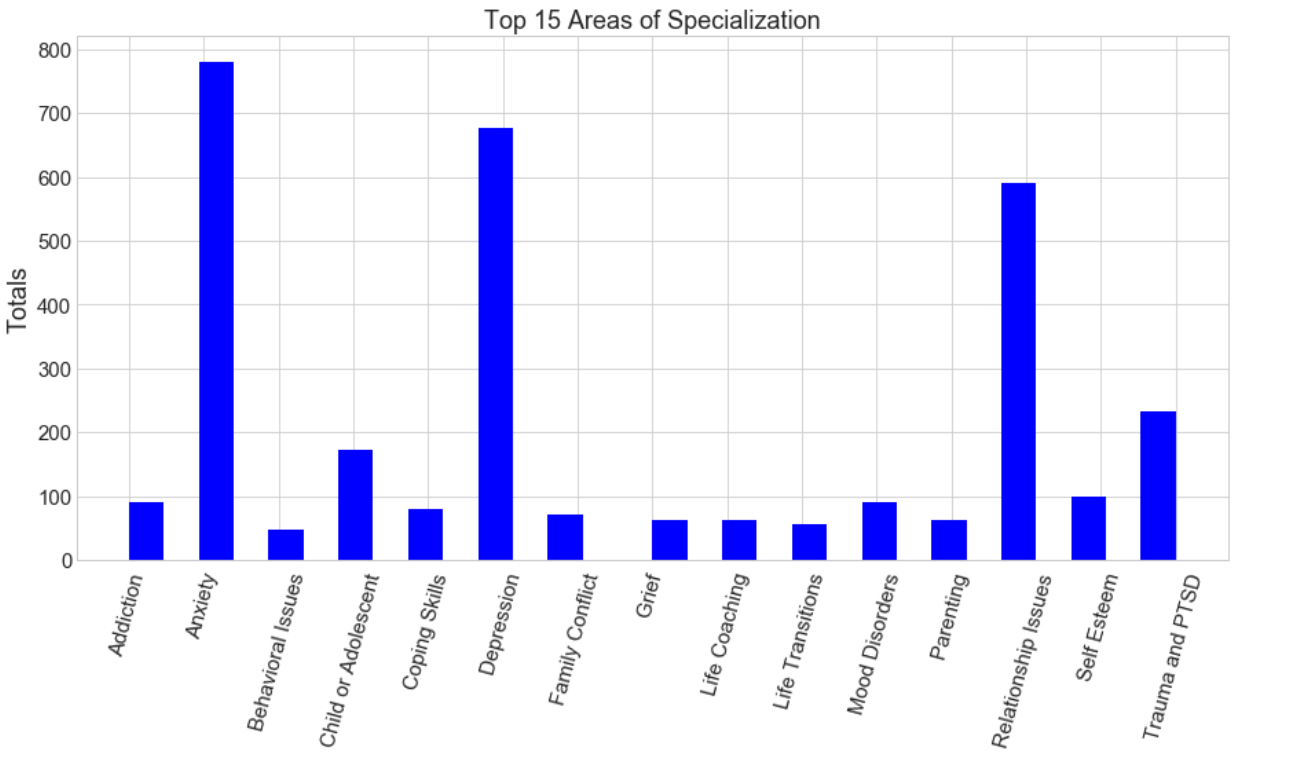 Top 15 Areas of Specialization
Totals
800
700
600
500
400
300
200
100
0
Addiction
Anxiety
Behavioral Issues
Child or Adolescent
Coping Skills
Depression
Family Conflict
Grief
Life Coaching
Life Transitions
Mood Disorders
Parenting
Relationship Issues
Self Esteem
Trauma and PTSD